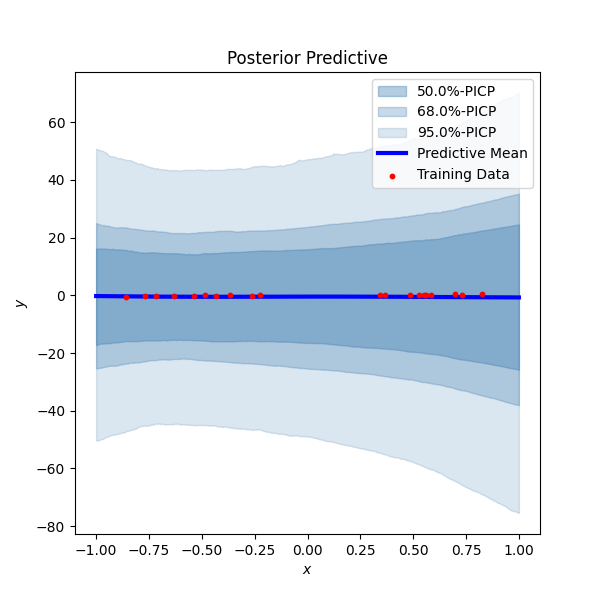 Posterior Predictive
50.0%-PICP
68.0%-PICP
95.0%-PICP
Predictive Mean
Training Data
60
40
20
0
−20
−40
−60
−80
y
−1.00 −0.75 −0.50 −0.25 0.00 0.25 0.50 0.75 1.00
x